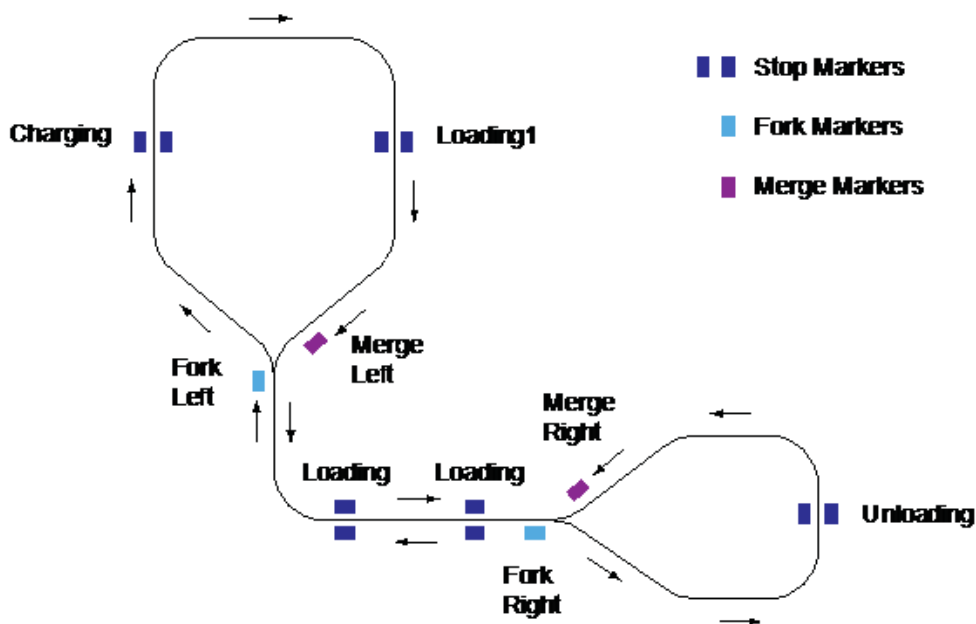 Stop Markers
Charging
Loading1
Fork Markers
Merge Markers
Merge
Left
Fork
Left
Merge
Right
Loading
Loading
Unloading
Fork
Right